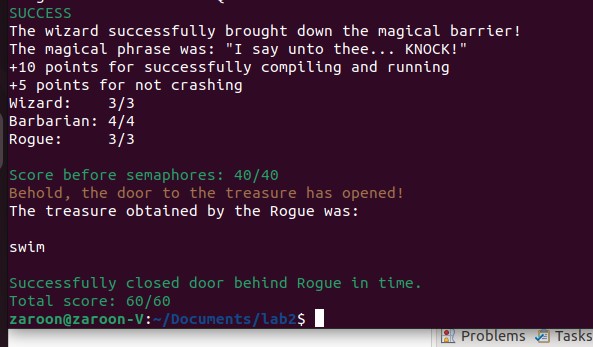 SUCCESS
The wizard successfully brought down the magical barrier!
The magical phrase was: "I say unto thee... KNOCK!"
+10 points for successfully compiling and running
+5 points for not crashing
Wizard:    3/3
Barbarian: 4/4
Rogue:     3/3
Score before semaphores: 40/40
Behold, the door to the treasure has opened!
The treasure obtained by the Rogue was:
swim
Successfully closed door behind Rogue in time.
Total score: 60/60
zaroon@zaroon-V:~/Documents/lab2$
Problems Tasks